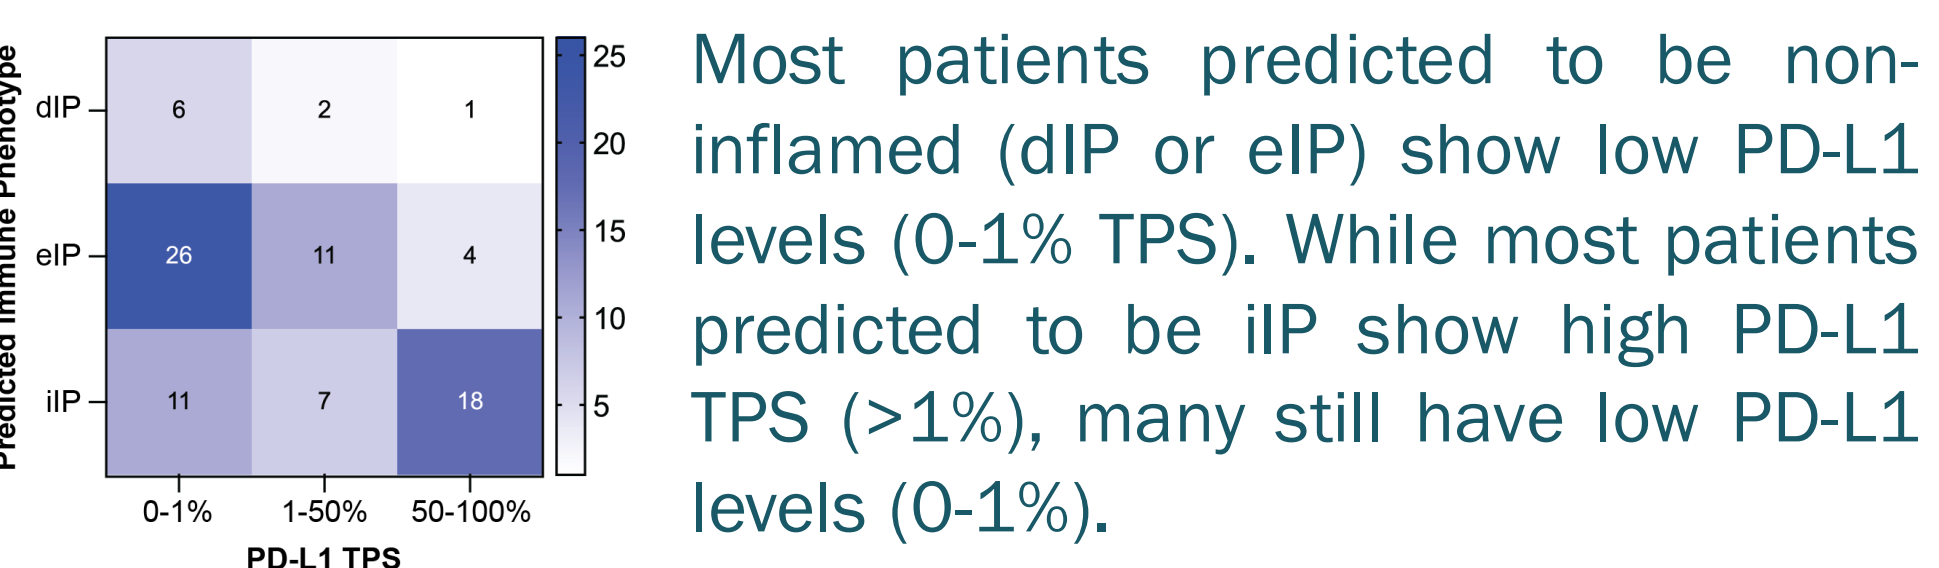 Predicted Immune Phenotype
dIP
eIP
iIP
6 2 1
26 11 4
11 7 18
0-1% 1-50% 50-100%
PD-L1 TPS
25
20
15
10
5
Most patients predicted to be non-
inflamed (dIP or eIP) show low PD-L1
levels (0-1% TPS). While most patients
predicted to be iIP show high PD-L1
TPS (>1%), many still have low PD-L1
levels (0-1%).